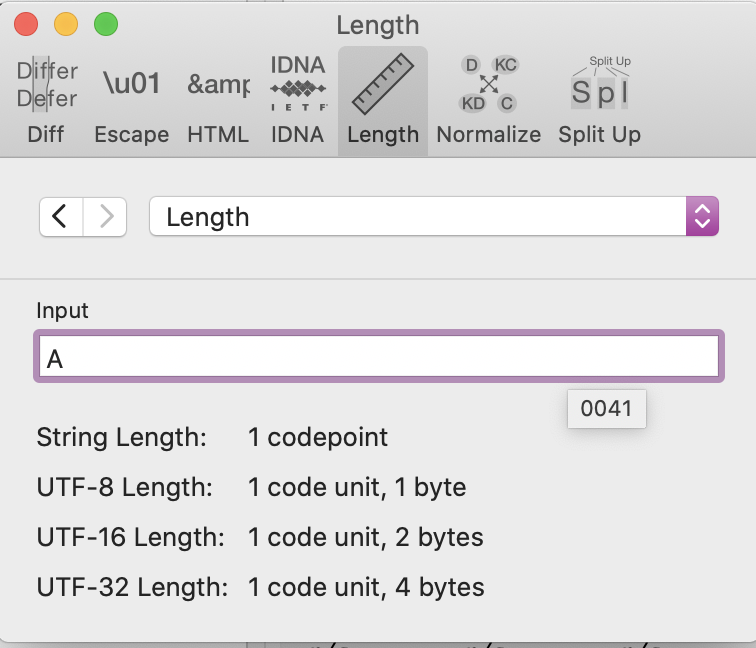 Length
Differ
Defer
Diff
\u01
Escape
&amp
HTML
IDNA
I E T F
IDNA
Length
D KC
KD C
Normalize
Split Up
Spl
Split Up
Length
Input
A
0041
String Length: 1 codepoint
UTF-8 Length: 1 code unit, 1 byte
UTF-16 Length: 1 code unit, 2 bytes
UTF-32 Length: 1 code unit, 4 bytes